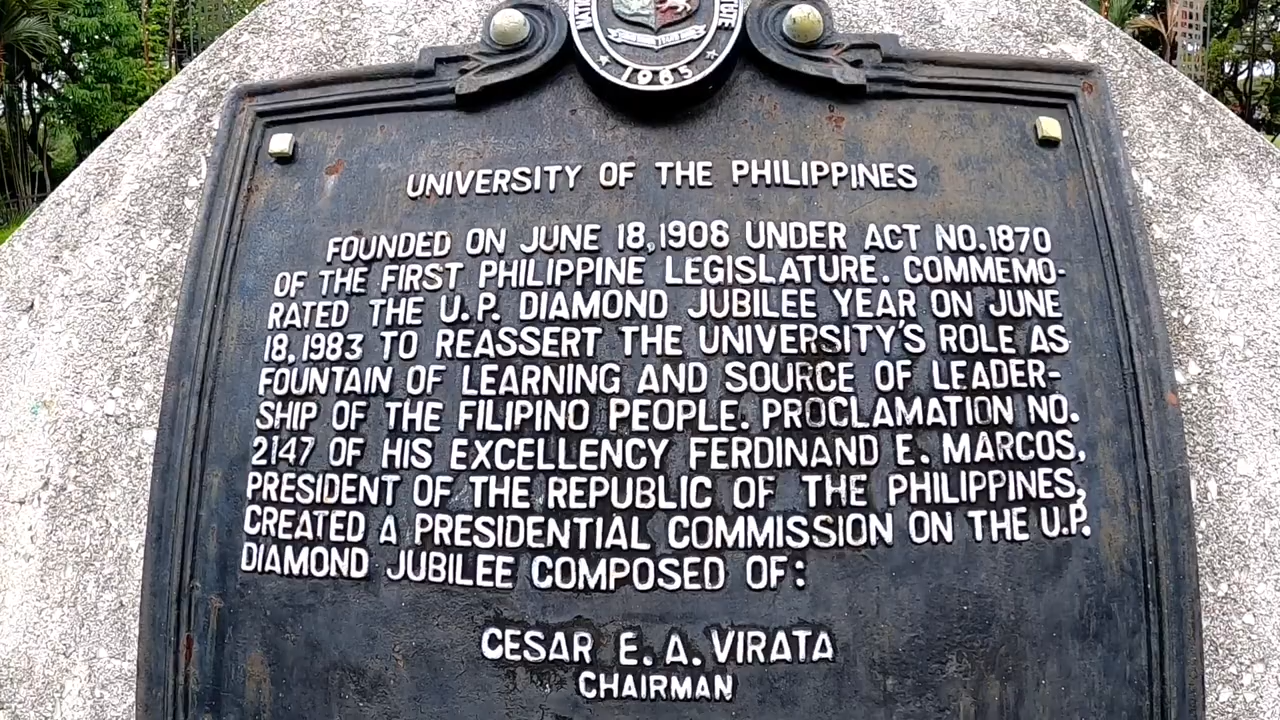 1965
UNIVERSITY OF THE PHILIPPINES
FOUNDED ON JUNE 18, 1908 UNDER ACT NO. 1870
OF THE FIRST PHILIPPINE LEGISLATURE. COMMEMO-
RATED THE U.P. DIAMOND JUBILEE YEAR ON JUNE
18, 1983 TO REASSERT THE UNIVERSITY'S ROLE AS
FOUNTAIN OF LEARNING AND SOURCE OF LEADER-
SHIP OF THE FILIPINO PEOPLE. PROCLAMATION NO.
2147 OF HIS EXCELLENCY FERDINAND E. MARCOS,
PRESIDENT OF THE REPUBLIC OF THE PHILIPPINES,
CREATED A PRESIDENTIAL COMMISSION ON THE U.P.
DIAMOND JUBILEE COMPOSED OF:
CESAR E. A. VIRATA
CHAIRMAN